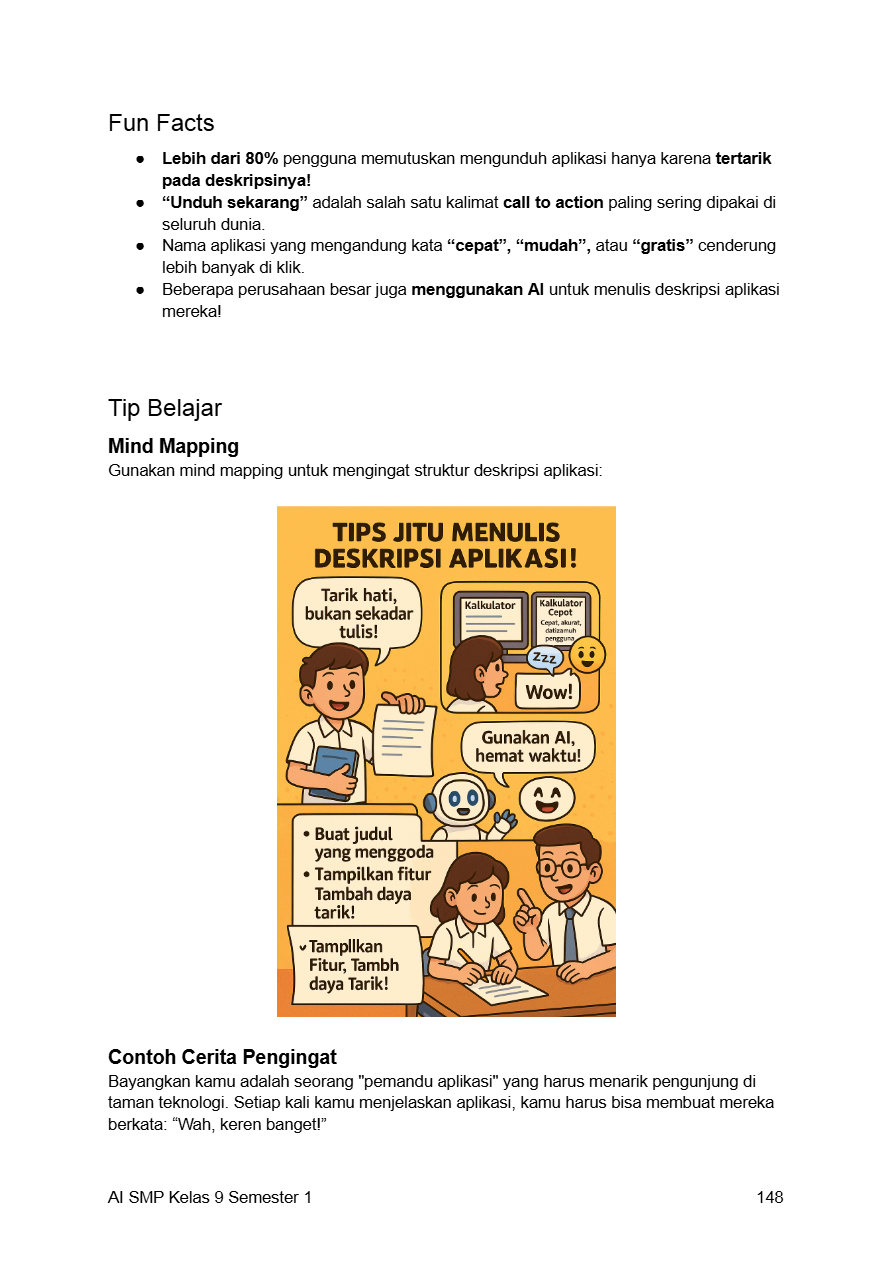 Fun Facts
● Lebih dari 80% pengguna memutuskan mengunduh aplikasi hanya karena tertarik
pada deskripsinya!
● “Unduh sekarang” adalah salah satu kalimat call to action paling sering dipakai di
seluruh dunia.
● Nama aplikasi yang mengandung kata “cepat”, “mudah”, atau “gratis” cenderung
lebih banyak di klik.
● Beberapa perusahaan besar juga menggunakan AI untuk menulis deskripsi aplikasi
mereka!
Tip Belajar
Mind Mapping
Gunakan mind mapping untuk mengingat struktur deskripsi aplikasi:
TIPS JITU MENULIS
DESKRIPSI APLIKASI!
Tarik hati,
bukan sekadar
tulis!
Kalkulator
Kalkulator
Cepot
Cepat, akurat,
datizamuh
pengguna
Zzz
Wow!
Gunakan AI,
hemat waktu!
• Buat judul
yang menggoda
• Tampilkan fitur
Tambah daya
tarik!
Tampilkan
Fitur, Tambh
daya Tarik!
Contoh Cerita Pengingat
Bayangkan kamu adalah seorang "pemandu aplikasi" yang harus menarik pengunjung di
taman teknologi. Setiap kali kamu menjelaskan aplikasi, kamu harus bisa membuat mereka
berkata: “Wah, keren banget!”
AI SMP Kelas 9 Semester 1 148